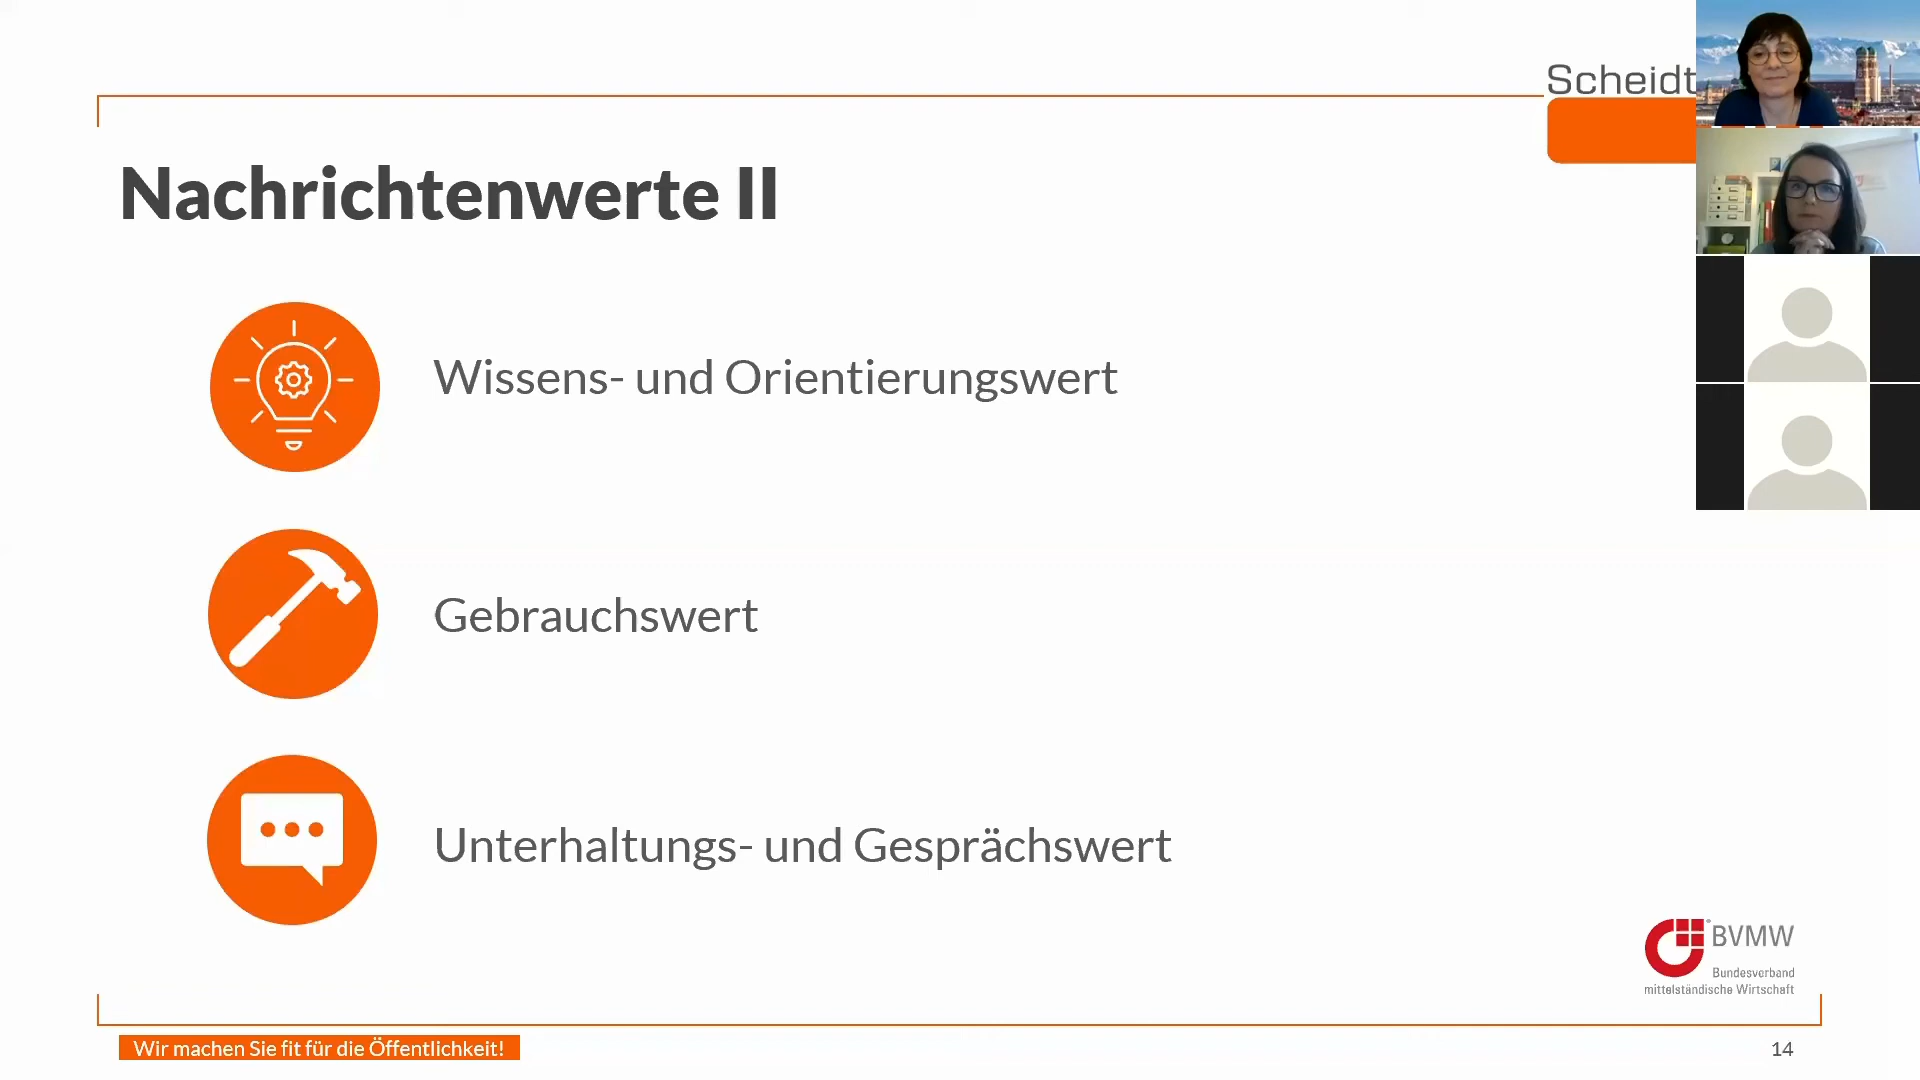 Scheidt
Nachrichtenwerte II
Wissens- und Orientierungswert
Gebrauchswert
Unterhaltungs- und Gesprächswert
BVMW
Bundesverband
mittelständische Wirtschaft
Wir machen Sie fit für die Öffentlichkeit!
14